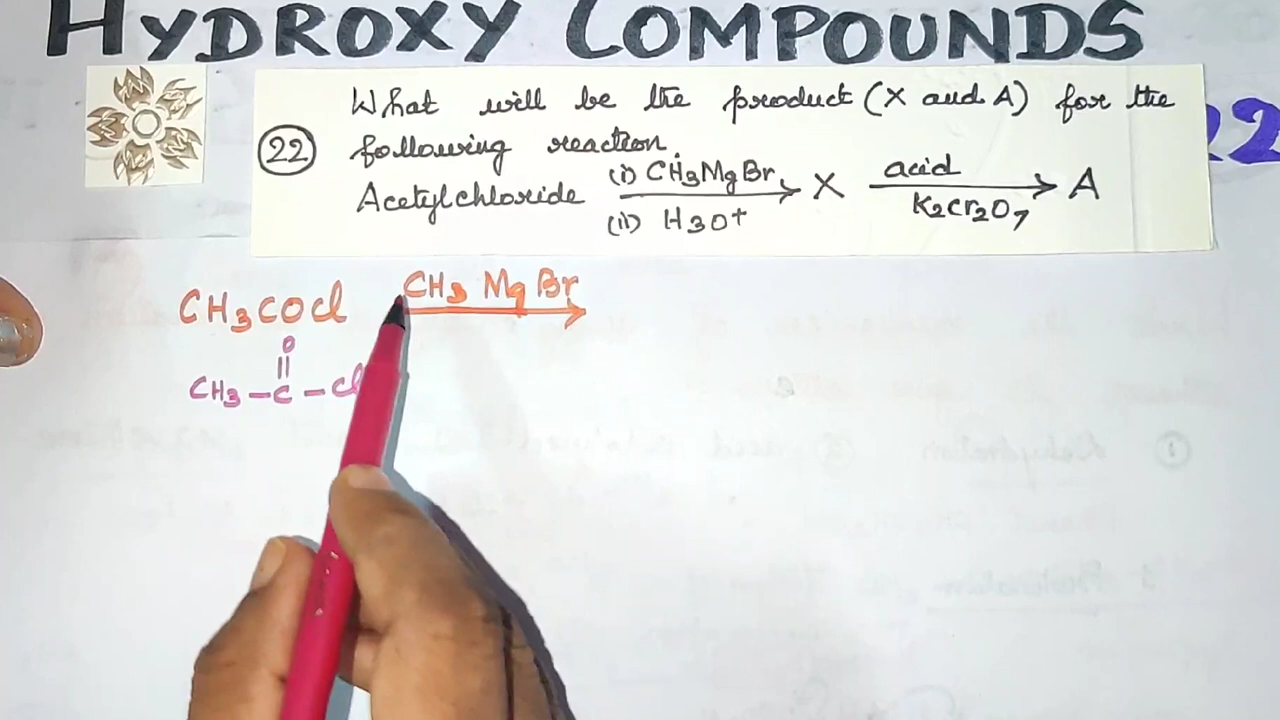 HYDROXY COMPOUNDS
22
What will be the product (X and A) for the
(22) following reaction.
Acetylchloride (i) CH3MgBr (ii) H3O+ → X acid K2Cr2O7 → A
CH3COCl CH3MgBr →
O
||
CH3-C-Cl